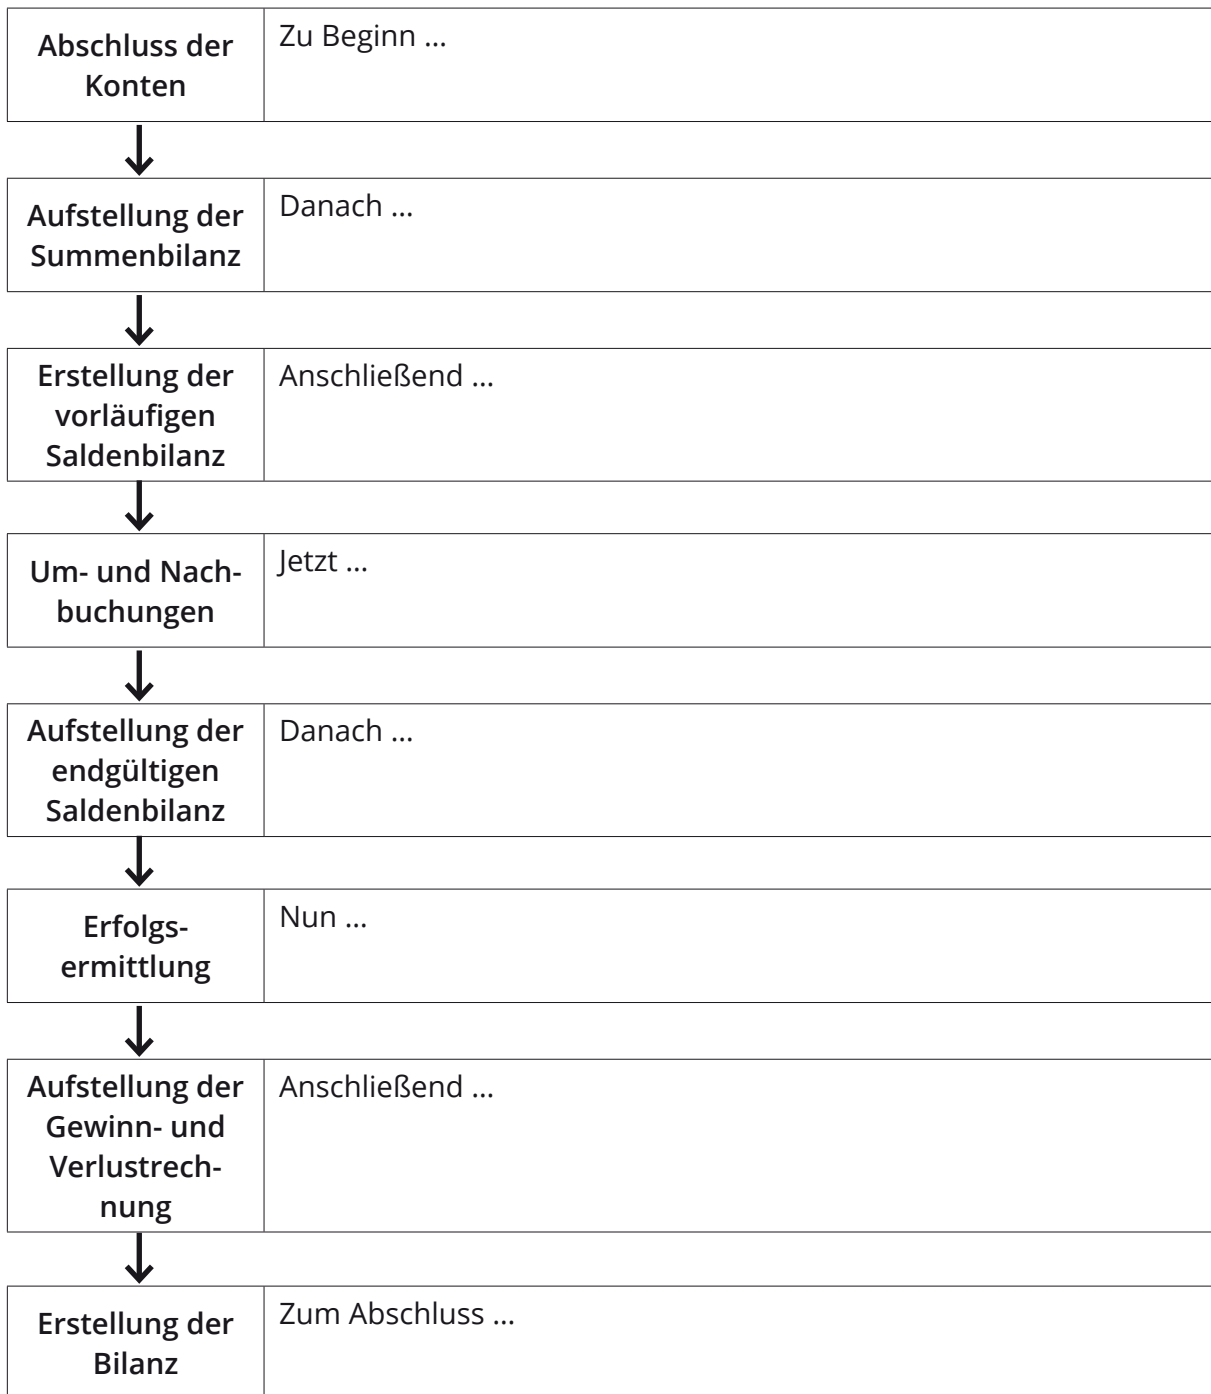 Abschluss der
Konten
Zu Beginn ...
Aufstellung der
Summenbilanz
Danach ...
Erstellung der
vorläufigen
Saldenbilanz
Anschließend ...
Um- und Nach-
buchungen
Jetzt ...
Aufstellung der
endgültigen
Saldenbilanz
Danach ...
Erfolgs-
ermittlung
Nun ...
Aufstellung der
Gewinn- und
Verlustrech-
nung
Anschließend ...
Erstellung der
Bilanz
Zum Abschluss ...